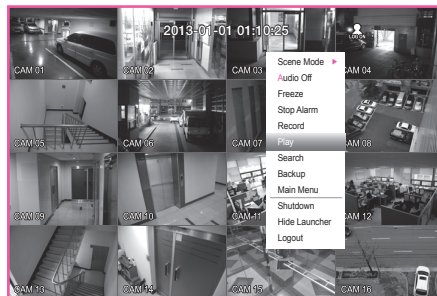 2013-01-01 01:10:25
LOG ON
CAM 01
CAM 02
CAM 03
CAM 04
Scene Mode
Audio Off
Freeze
Stop Alarm
Record
Play
Search
Backup
Main Menu
Shutdown
Hide Launcher
Logout
CAM 05
CAM 06
CAM 07
CAM 08
CAM 09
CAM 10
CAM 11
CAM 12
CAM 13
CAM 14
CAM 15
CAM 16